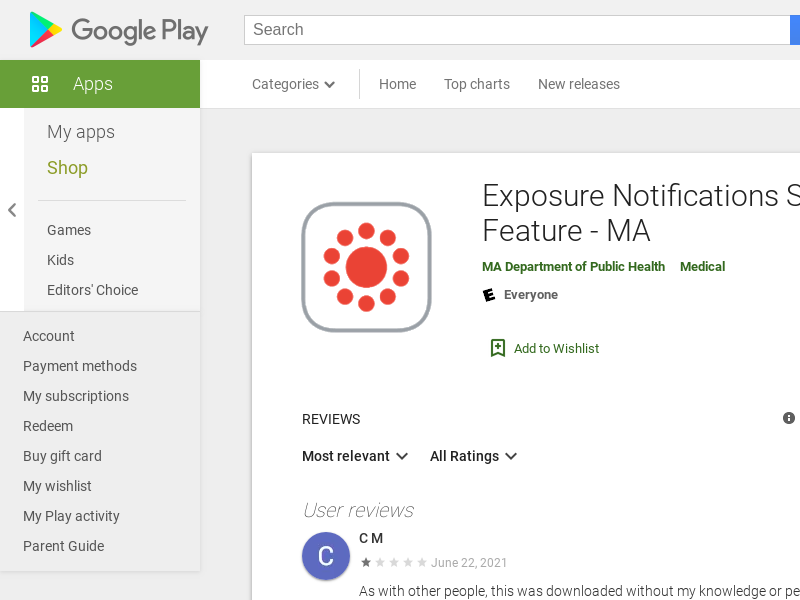 Google Play
Search
Apps
Categories
Home
Top charts
New releases
My apps
Shop
Games
Kids
Editors' Choice
Account
Payment methods
My subscriptions
Redeem
Buy gift card
My wishlist
My Play activity
Parent Guide
Exposure Notifications S
Feature - MA
MA Department of Public Health Medical
E Everyone
Add to Wishlist
REVIEWS
Most relevant All Ratings
User reviews
C
C M
June 22, 2021
As with other people, this was downloaded without my knowledge or pe